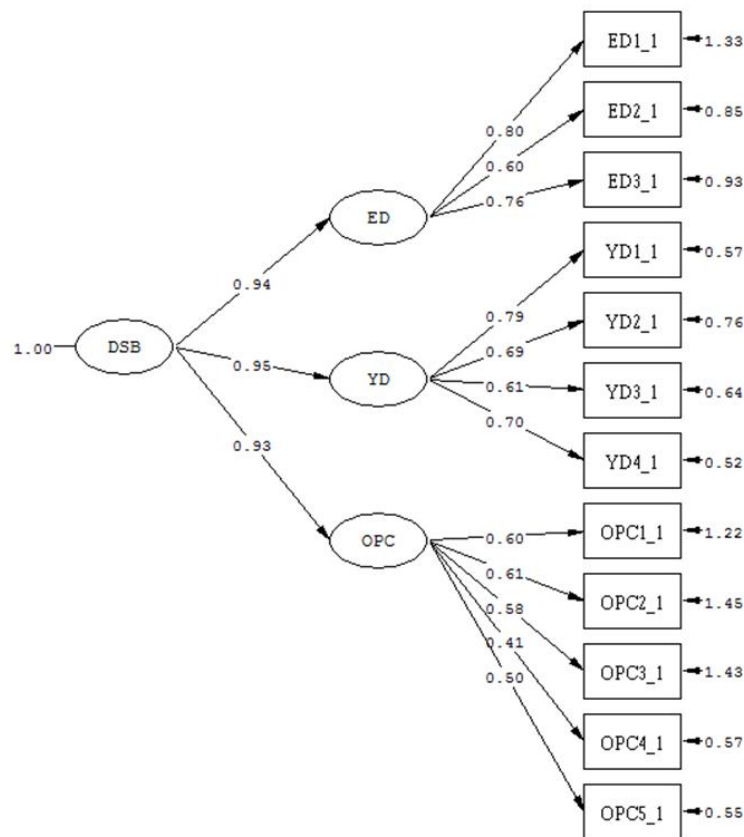 ED1_1
1.33
ED2_1
0.85
0.80
0.60
ED3_1
0.93
0.76
ED
YD1_1
0.57
0.94
0.79
YD2_1
0.76
1.00
DSB
0.69
0.95
YD
0.61
YD3_1
0.64
0.70
0.93
YD4_1
0.52
OPC
0.60
OPC1_1
1.22
0.61
OPC2_1
1.45
0.58
0.41
OPC3_1
1.43
0.50
OPC4_1
0.57
OPC5_1
0.55